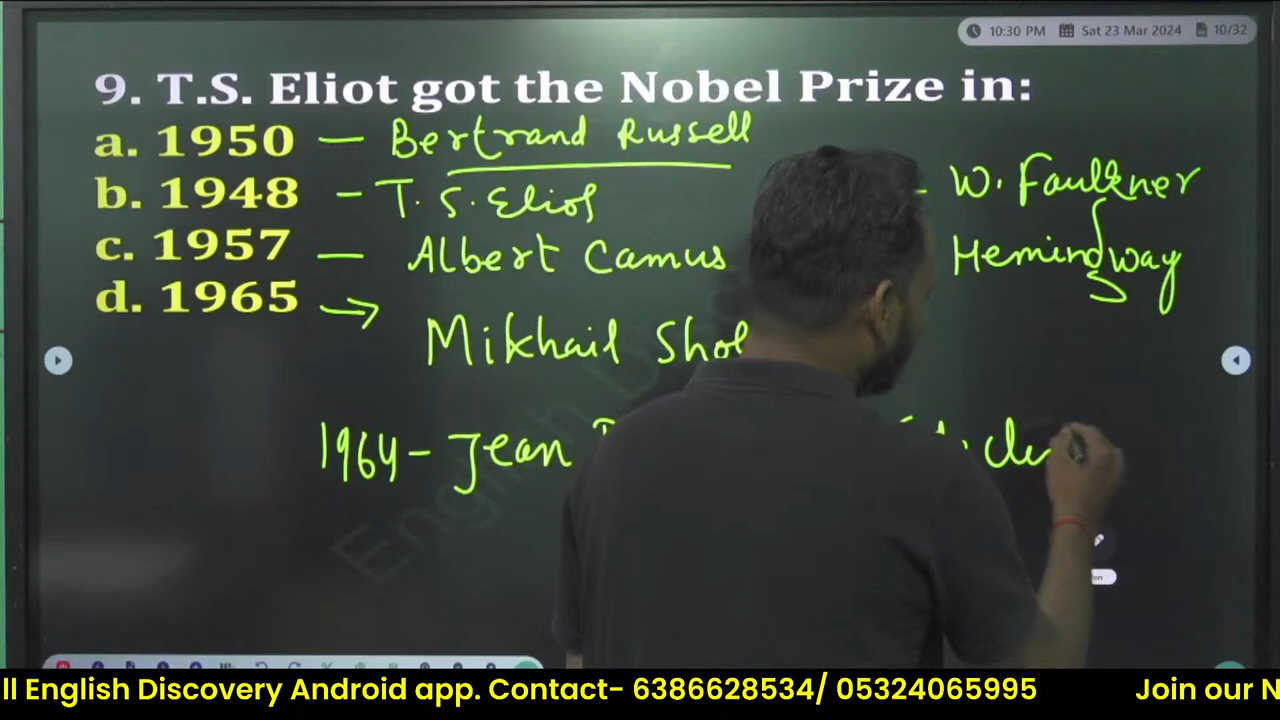 10:30 PM Sat 23 Mar 2024 10/32
9. T.S. Eliot got the Nobel Prize in:
a. 1950 — Bertrand Russell
b. 1948 - T. S. Eliot
W. Faulkner
c. 1957 — Albert Camus
Hemingway
d. 1965 →
Mikhail Shol
1964 - Jean
English
ll English Discovery Android app. Contact- 6386628534/ 05324065995 Join our N